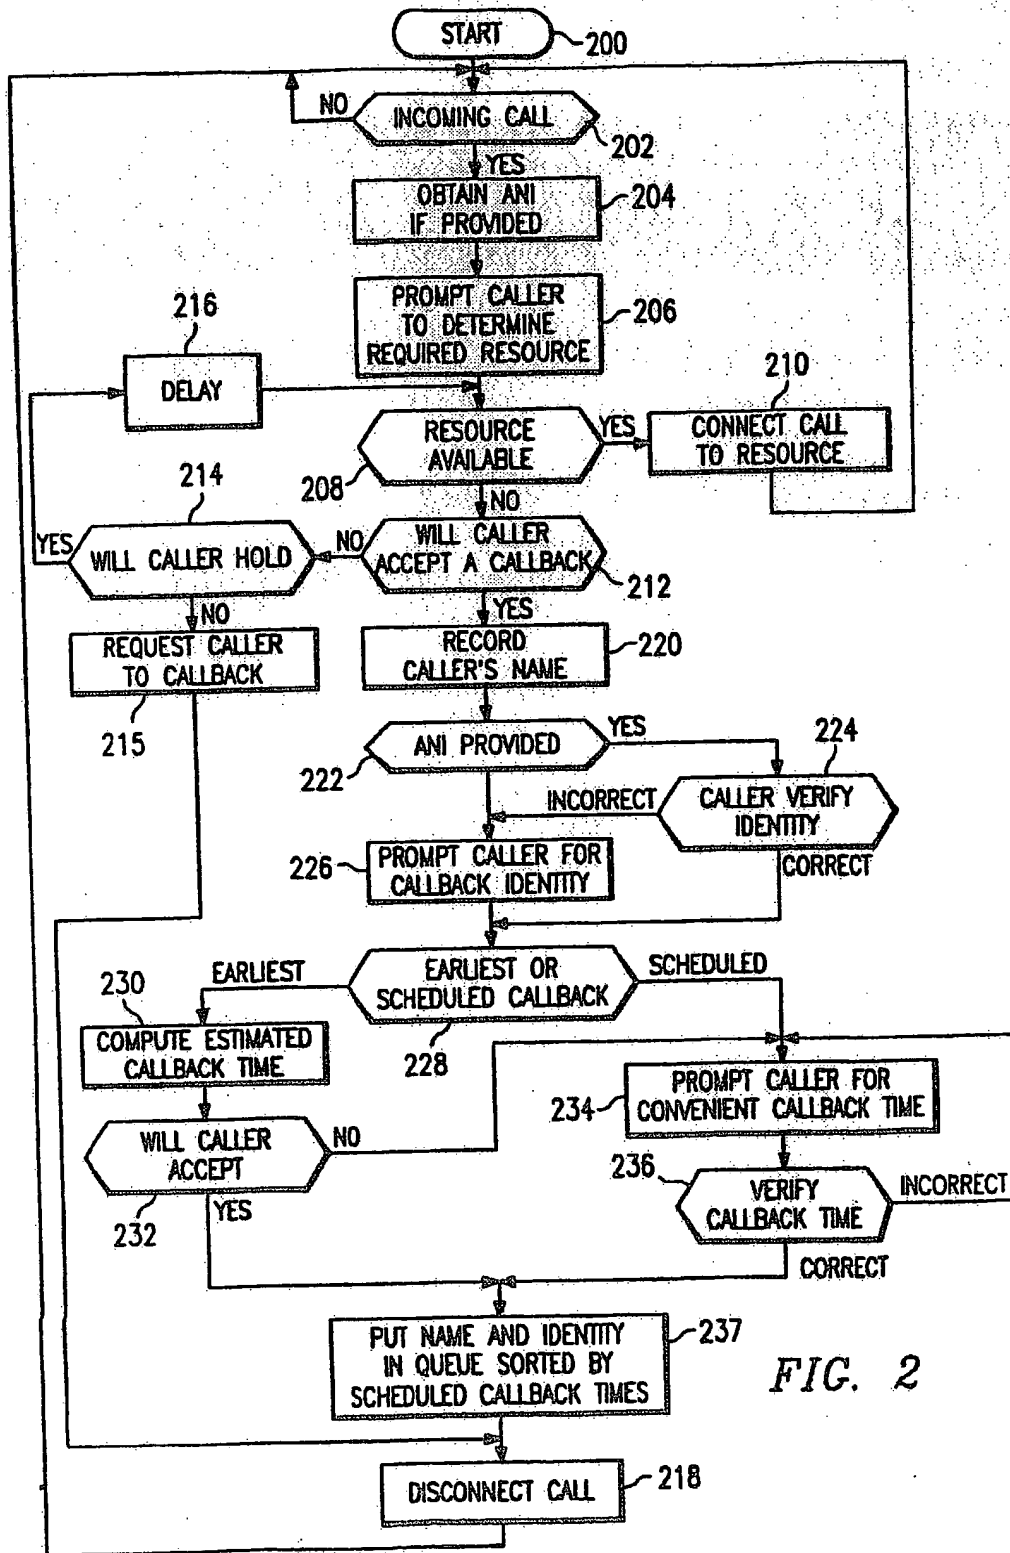 START
200
NO
INCOMING CALL
202
YES
OBTAIN ANI
IF PROVIDED
204
PROMPT CALLER
TO DETERMINE
REQUIRED RESOURCE
206
216
DELAY
210
RESOURCE
AVAILABLE
208
YES
CONNECT CALL
TO RESOURCE
NO
214
YES
WILL CALLER HOLD
NO
WILL CALLER
ACCEPT A CALLBACK
212
NO
YES
REQUEST CALLER
TO CALLBACK
215
RECORD
CALLER'S NAME
220
ANI PROVIDED
222
YES
224
INCORRECT
CALLER VERIFY
IDENTITY
CORRECT
226
PROMPT CALLER FOR
CALLBACK IDENTITY
EARLIEST
EARLIEST OR
SCHEDULED CALLBACK
228
SCHEDULED
230
COMPUTE ESTIMATED
CALLBACK TIME
234
PROMPT CALLER FOR
CONVENIENT CALLBACK TIME
WILL CALLER
ACCEPT
232
NO
YES
236
VERIFY
CALLBACK TIME
INCORRECT
CORRECT
PUT NAME AND IDENTITY
IN QUEUE SORTED BY
SCHEDULED CALLBACK TIMES
237
FIG. 2
DISCONNECT CALL
218